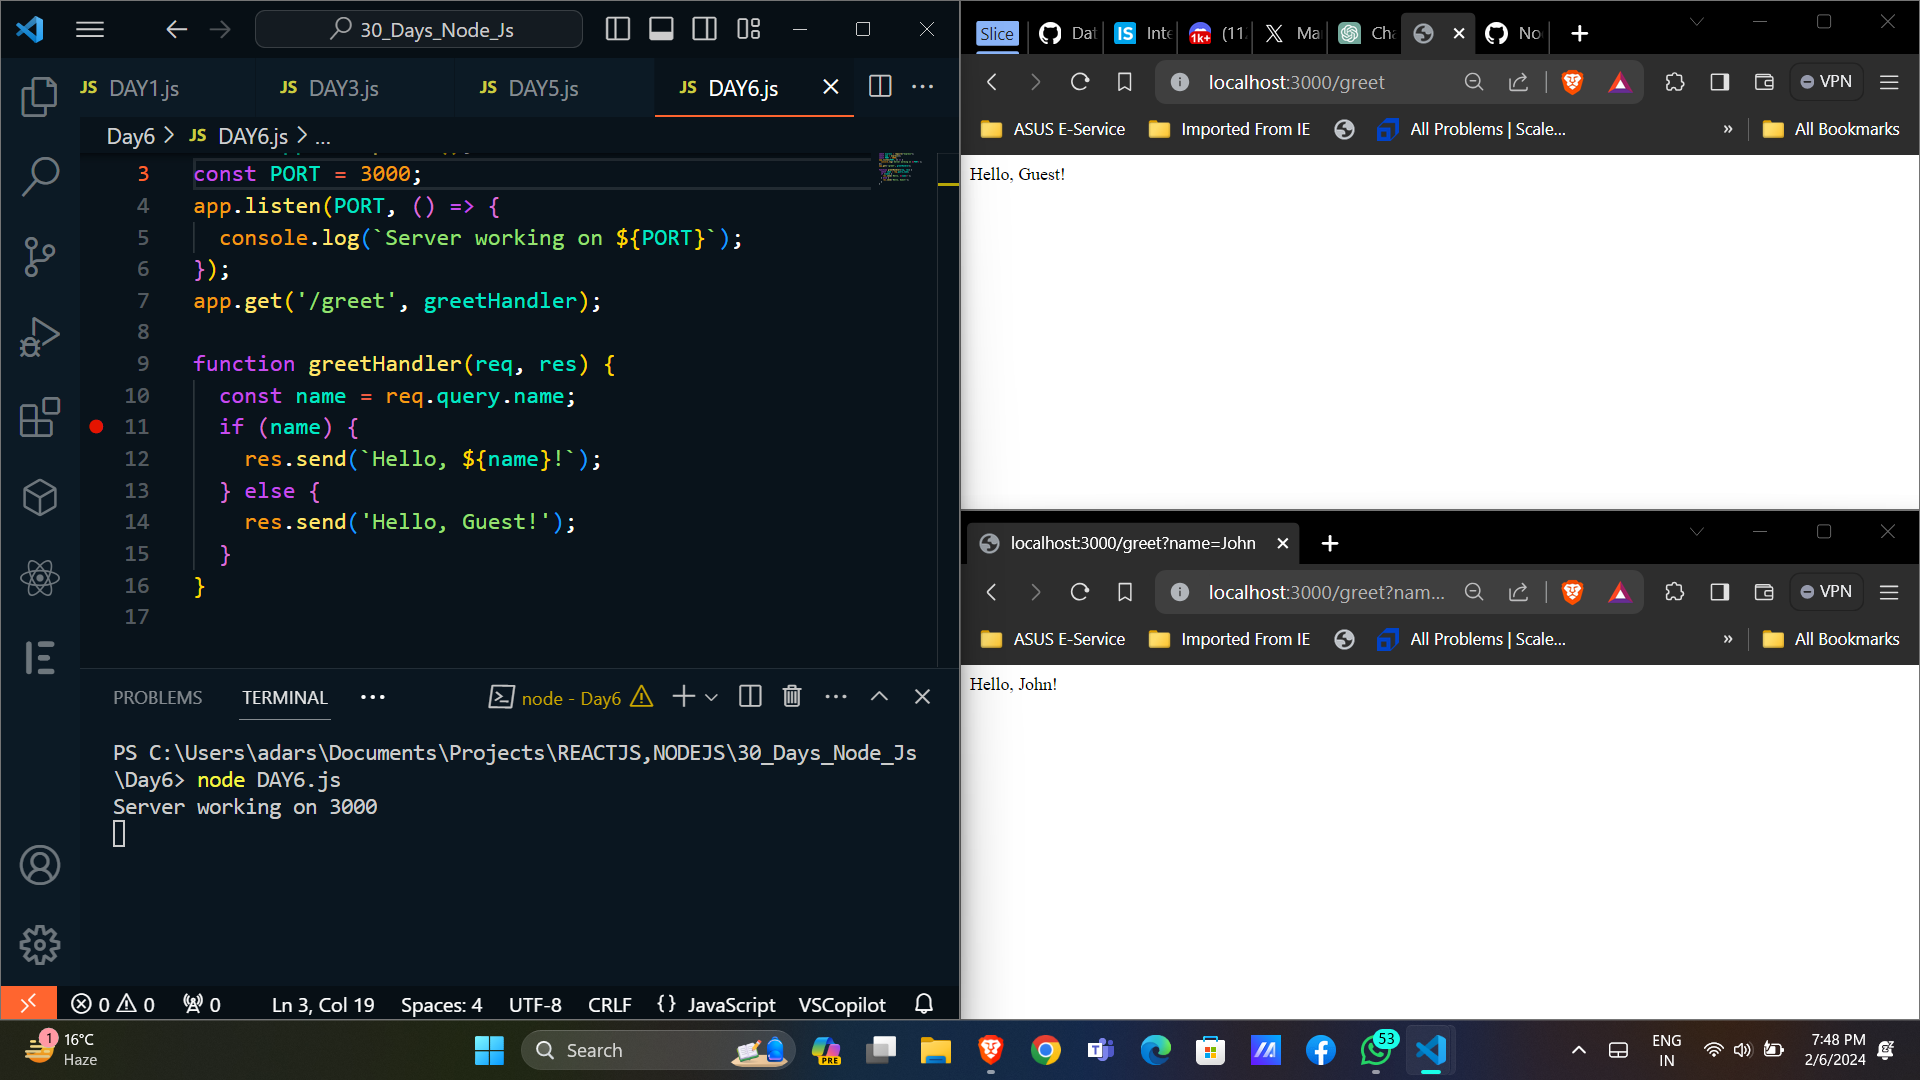 30_Days_Node_Js
JS DAY1.js
JS DAY3.js
JS DAY5.js
JS DAY6.js
Day6 > JS DAY6.js > ...
3 const PORT = 3000;
4 app.listen(PORT, () => {
5 console.log(`Server working on ${PORT}`);
6 });
7 app.get('/greet', greetHandler);
8
9 function greetHandler(req, res) {
10 const name = req.query.name;
11 if (name) {
12 res.send(`Hello, ${name}!`);
13 } else {
14 res.send('Hello, Guest!');
15 }
16 }
17
PROBLEMS
TERMINAL
node - Day6
PS C:\Users\adars\Documents\Projects\REACTJS,NODEJS\30_Days_Node_Js
\Day6> node DAY6.js
Server working on 3000
0 0 0 Ln 3, Col 19 Spaces: 4 UTF-8 CRLF {} JavaScript VSCopilot
Slice
Dat
IS Inte
1k+ (11
Ma
Cha
No
localhost:3000/greet
VPN
ASUS E-Service
Imported From IE
All Problems | Scale...
»
All Bookmarks
Hello, Guest!
localhost:3000/greet?name=John
localhost:3000/greet?nam...
VPN
ASUS E-Service
Imported From IE
All Problems | Scale...
»
All Bookmarks
Hello, John!
1
16°C
Haze
Search
PRE
53
ENG
IN
7:48 PM
2/6/2024